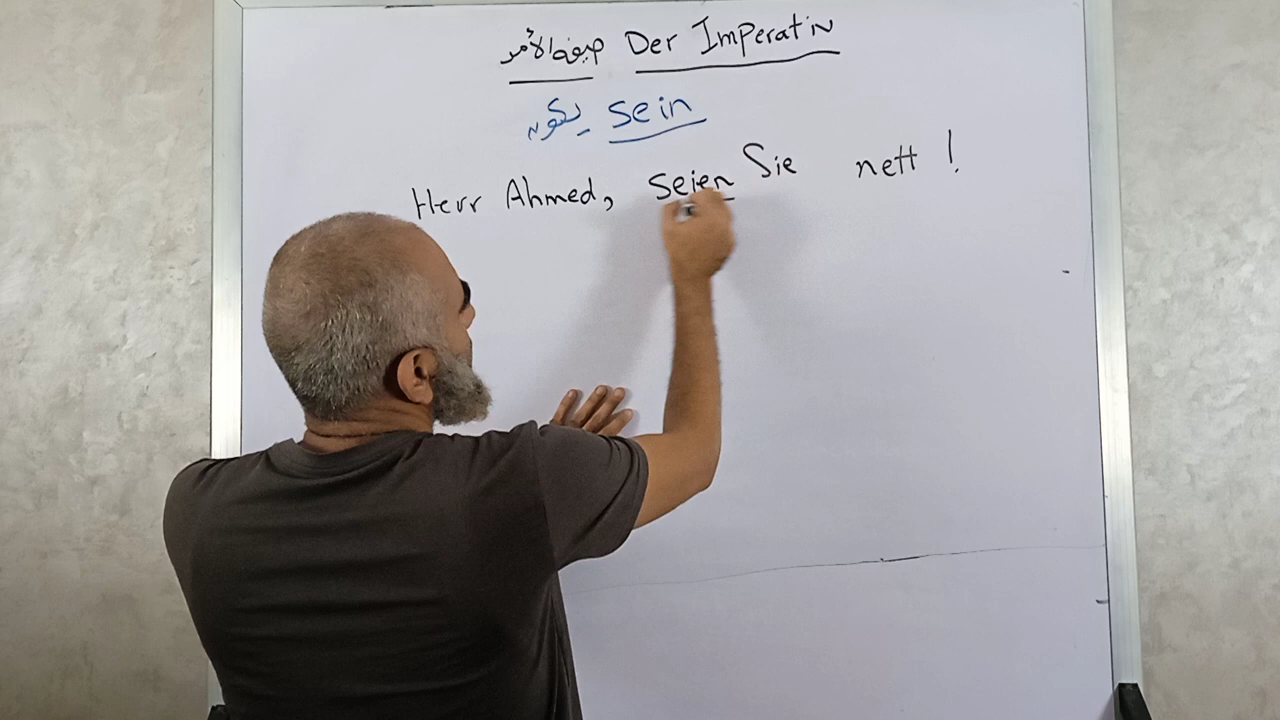 صيغة الأمر Der Imperativ
يكون sein
Herr Ahmed, seien Sie nett !